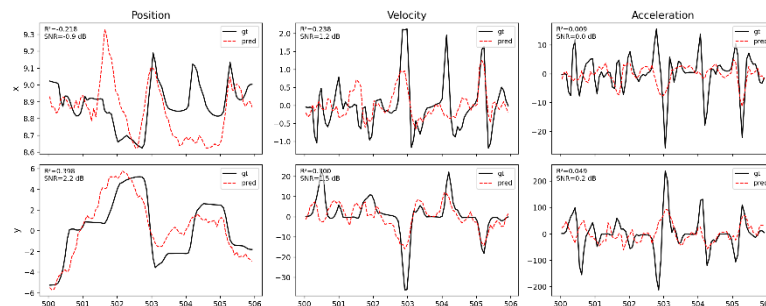 Position
Velocity
Acceleration
R²=-0.218
SNR=-0.9 dB
gt
pred
9.3
9.2
9.1
9.0
8.9
8.8
8.7
8.6
x
R²=0.238
SNR=1.2 dB
gt
pred
2.0
1.5
1.0
0.5
0.0
-0.5
-1.0
R²=0.009
SNR=0.0 dB
gt
pred
10
0
-10
-20
R²=0.398
SNR=2.2 dB
gt
pred
6
4
2
0
-2
-4
y
500 501 502 503 504 505 506
R²=0.300
SNR=1.5 dB
gt
pred
20
10
0
-10
-20
-30
500 501 502 503 504 505 506
R²=0.049
SNR=0.2 dB
gt
pred
200
100
0
-100
-200
500 501 502 503 504 505 506